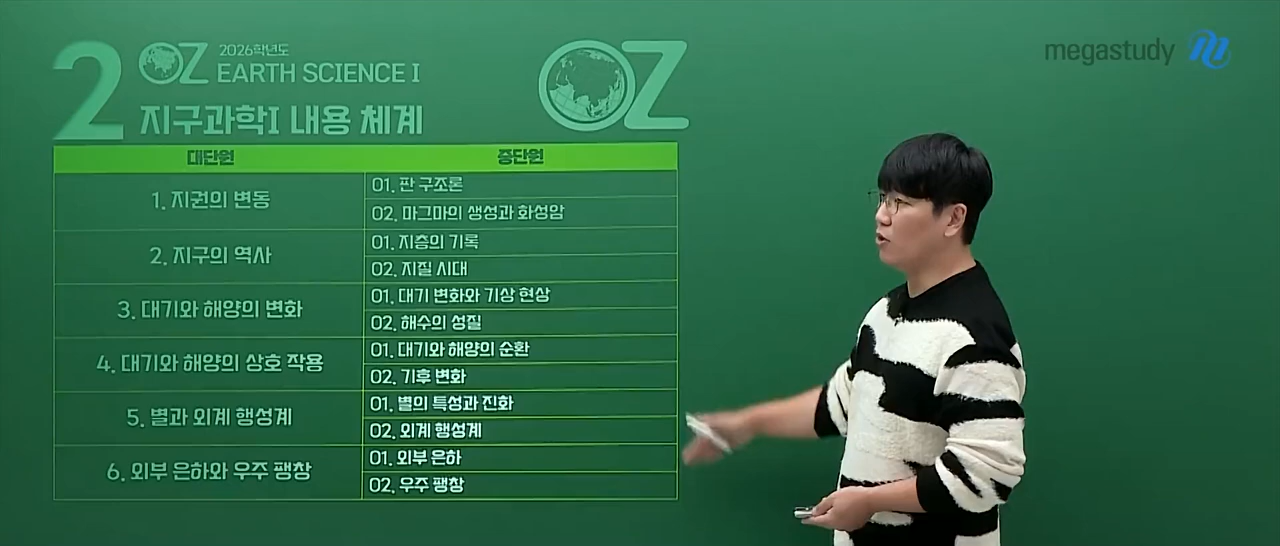 2
OZ
2026학년도
EARTH SCIENCE I
지구과학I 내용 체계
OZ
megastudy
대단원 중단원
1. 지권의 변동
01. 판 구조론
02. 마그마의 생성과 화성암
2. 지구의 역사
01. 지층의 기록
02. 지질 시대
3. 대기와 해양의 변화
01. 대기 변화와 기상 현상
02. 해수의 성질
4. 대기와 해양의 상호 작용
01. 대기와 해양의 순환
02. 기후 변화
5. 별과 외계 행성계
01. 별의 특성과 진화
02. 외계 행성계
6. 외부 은하와 우주 팽창
01. 외부 은하
02. 우주 팽창